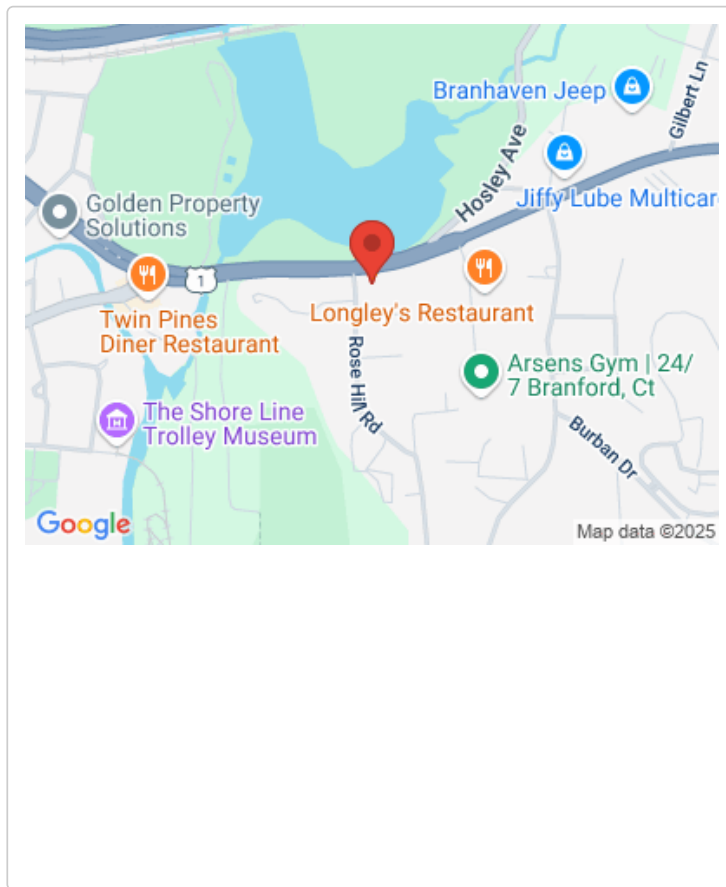 Branhaven Jeep
Gilbert Ln
Hosley Ave
Jiffy Lube Multicar
Golden Property
Solutions
1
Longley's Restaurant
Twin Pines
Diner Restaurant
Rose Hill Rd
Arsens Gym | 24/
7 Branford, Ct
The Shore Line
Trolley Museum
Burban Dr
Google
Map data ©2025